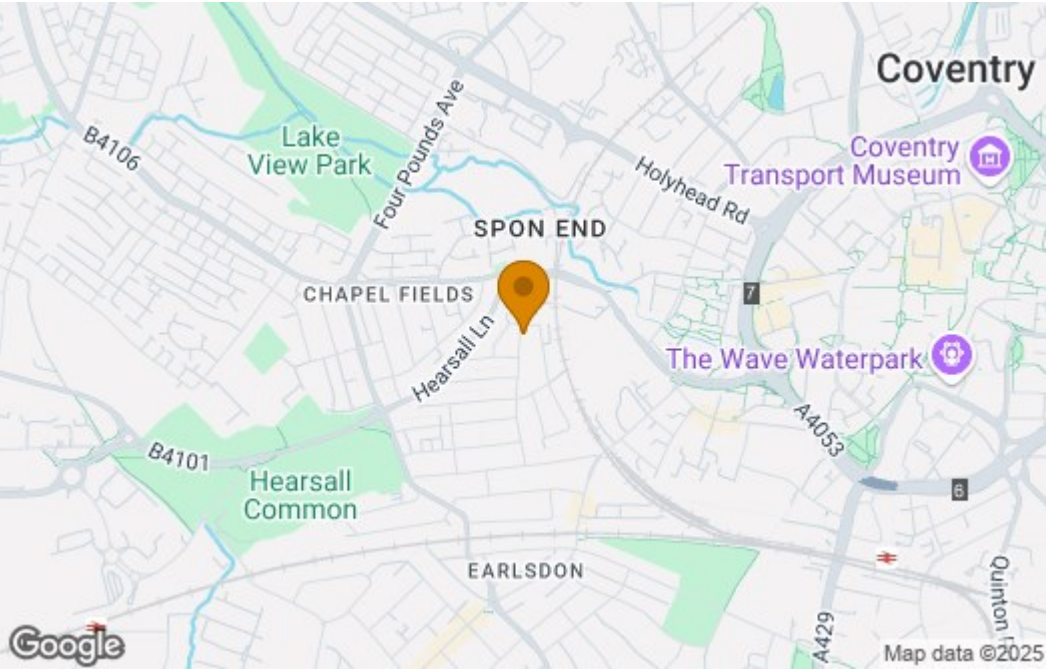 Coventry
Lake
View Park
B4106
Four Pounds Ave
Coventry
Transport Museum
Holyhead Rd
SPON END
7
CHAPEL FIELDS
Hearsall Ln
The Wave Waterpark
A4053
B4101
Hearsall
Common
6
EARLSDON
Quinton
A429
Google
Map data ©2025